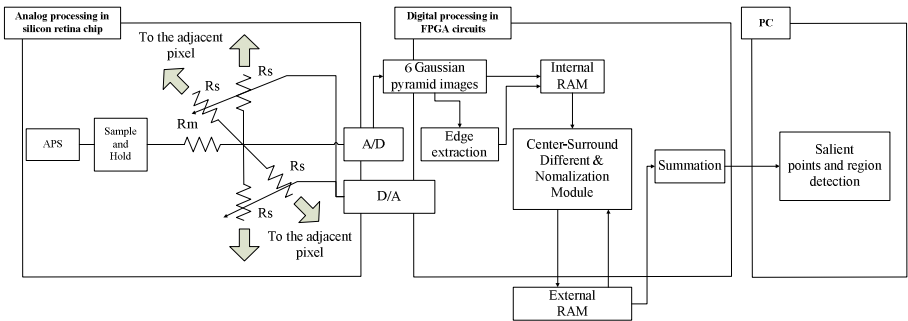 Analog processing in
silicon retina chip
Digital processing in
FPGA circuits
PC
To the adjacent
pixel
Rs
Rs
Rm
APS
Sample
and
Hold
Rs
Rs
To the adjacent
pixel
A/D
D/A
6 Gaussian
pyramid images
Edge
extraction
Internal
RAM
Center-Surround
Different &
Nomalization
Module
External
RAM
Summation
Salient
points and region
detection